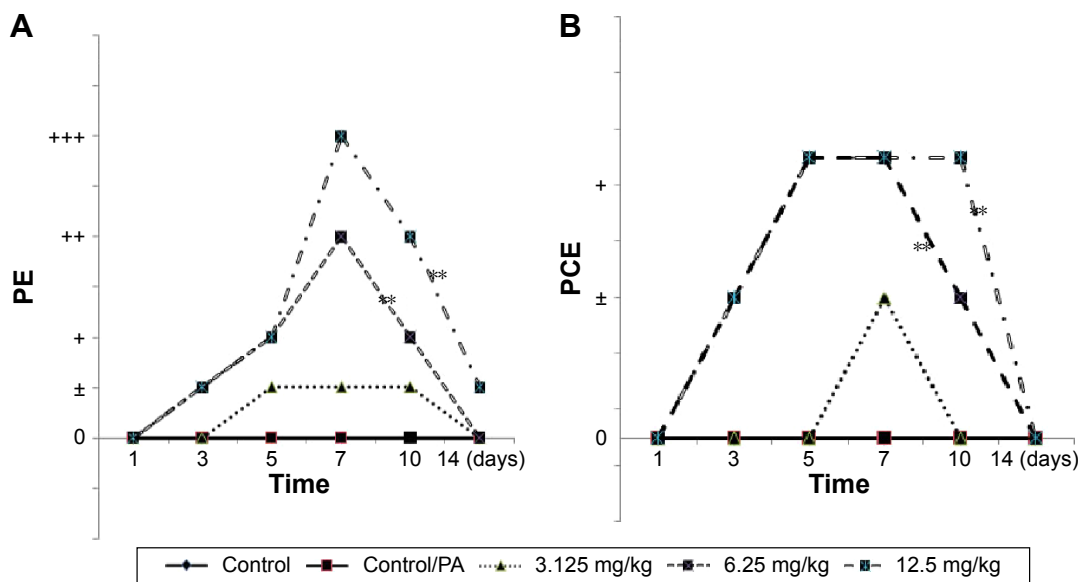 A
PE
+++
++
+
±
0
**
**
1 3 5 7 10 14 (days)
Time
B
PCE
+
±
0
**
**
1 3 5 7 10 14 (days)
Time
Control Control/PA 3.125 mg/kg 6.25 mg/kg 12.5 mg/kg